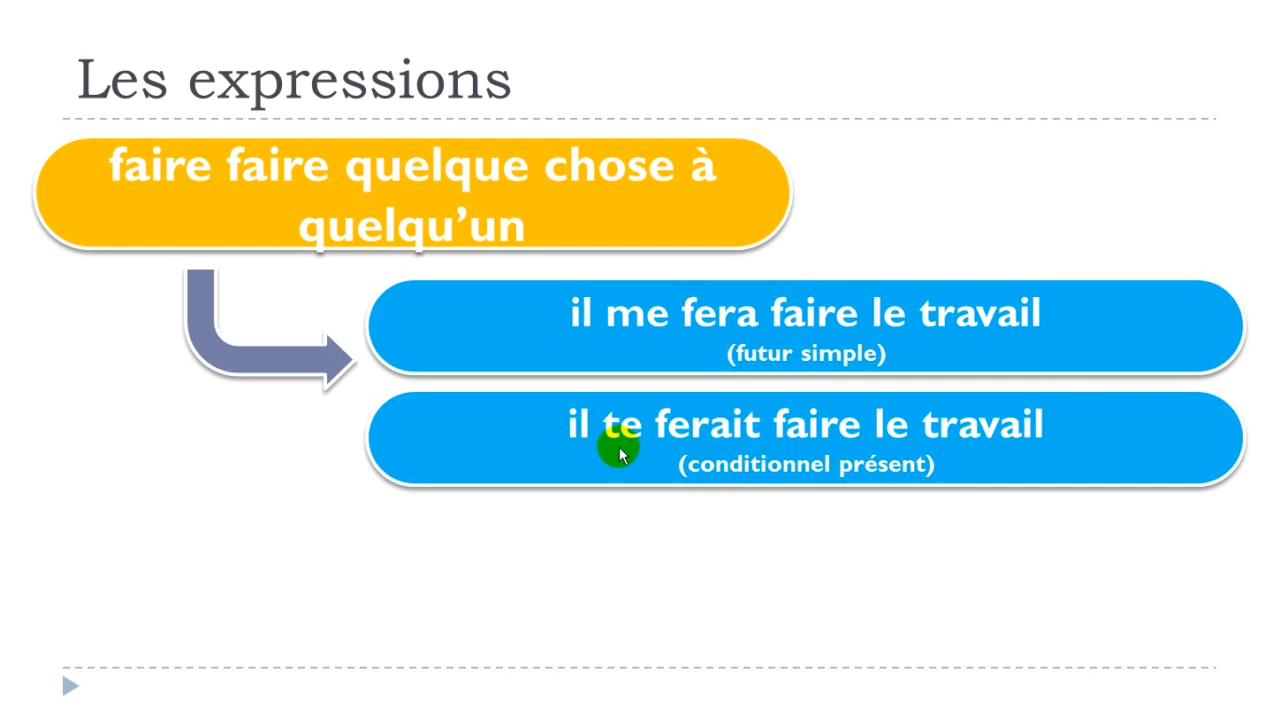 Les expressions
faire faire quelque chose à
quelqu’un
il me fera faire le travail
(futur simple)
il te ferait faire le travail
(conditionnel présent)